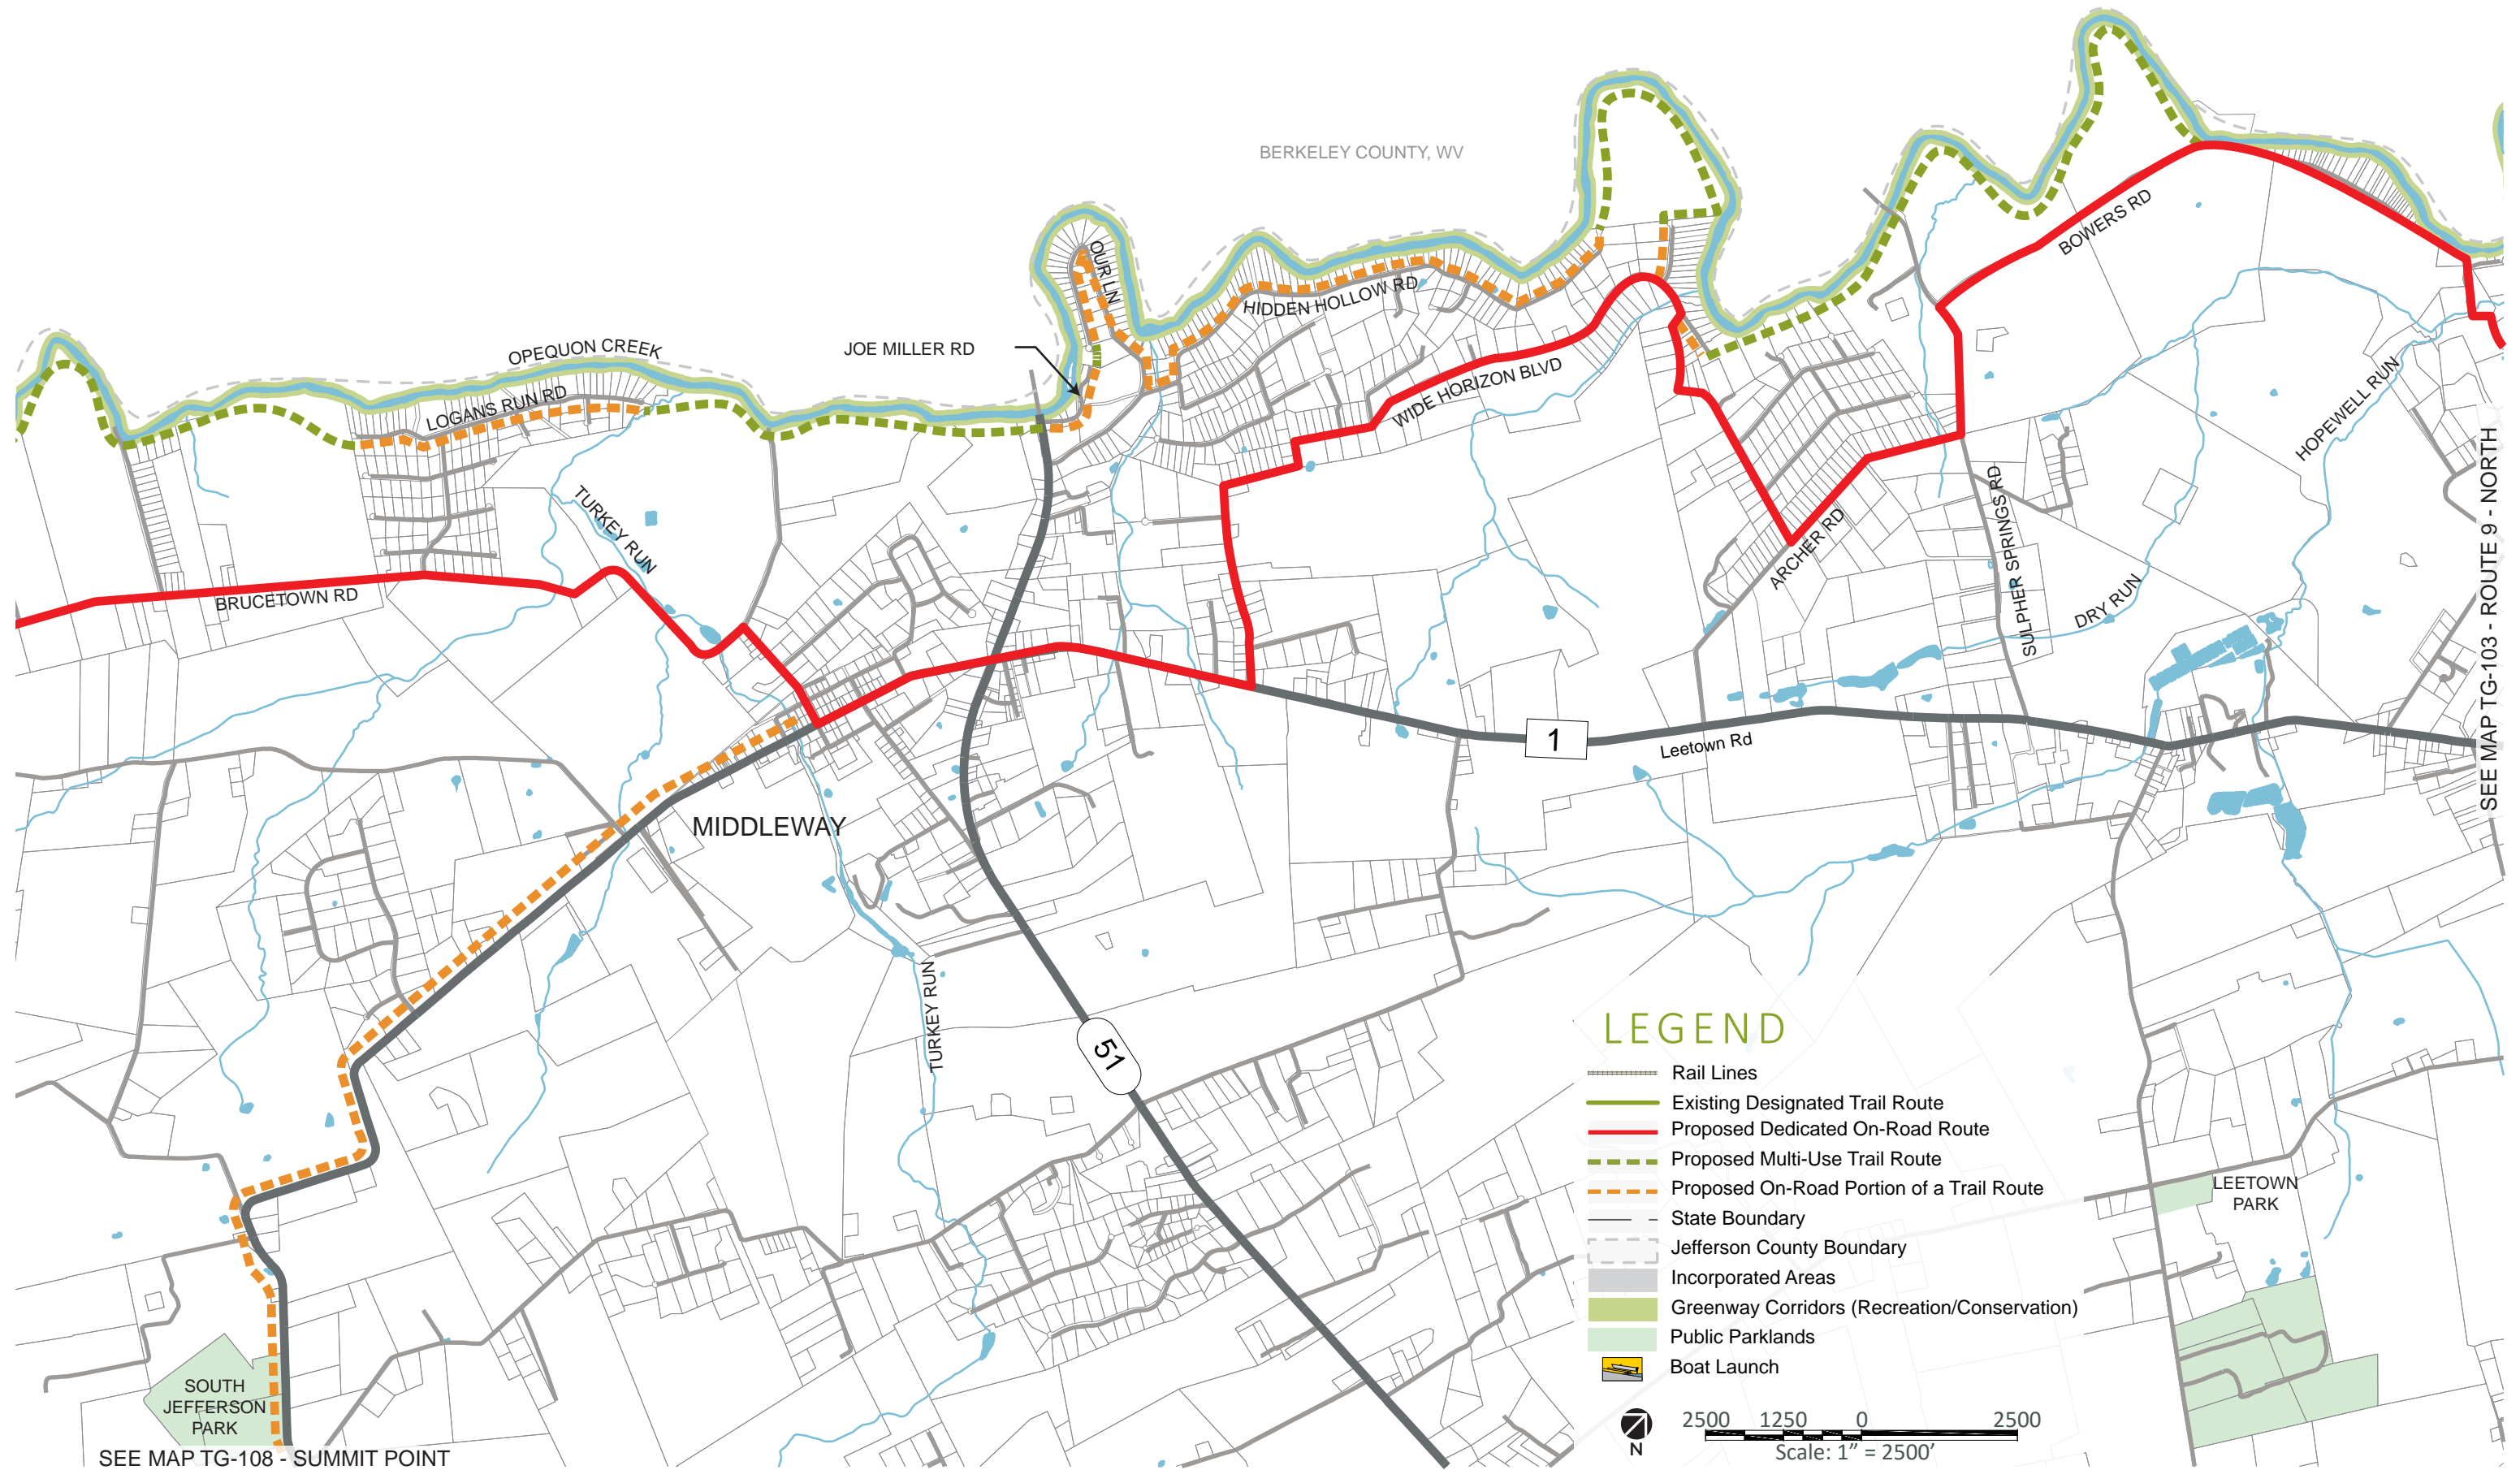 BERKELEY COUNTY, WV
BOWERS RD
OUR LN
HIDDEN HOLLOW RD
JOE MILLER RD
OPEQUON CREEK
LOGANS RUN RD
WIDE HORIZON BLVD
HOPEWELL RUN
TURKEY RUN
ARCHER RD
SULPHER SPRINGS RD
DRY RUN
BRUCETOWN RD
SEE MAP TG-103 - ROUTE 9 - NORTH
1
Leetown Rd
MIDDLEWAY
TURKEY RUN
51
LEGEND
Rail Lines
Existing Designated Trail Route
Proposed Dedicated On-Road Route
Proposed Multi-Use Trail Route
Proposed On-Road Portion of a Trail Route
State Boundary
Jefferson County Boundary
Incorporated Areas
Greenway Corridors (Recreation/Conservation)
Public Parklands
Boat Launch
LEETOWN
PARK
SOUTH
JEFFERSON
PARK
N
2500 1250 0 2500
Scale: 1” = 2500’
SEE MAP TG-108 - SUMMIT POINT